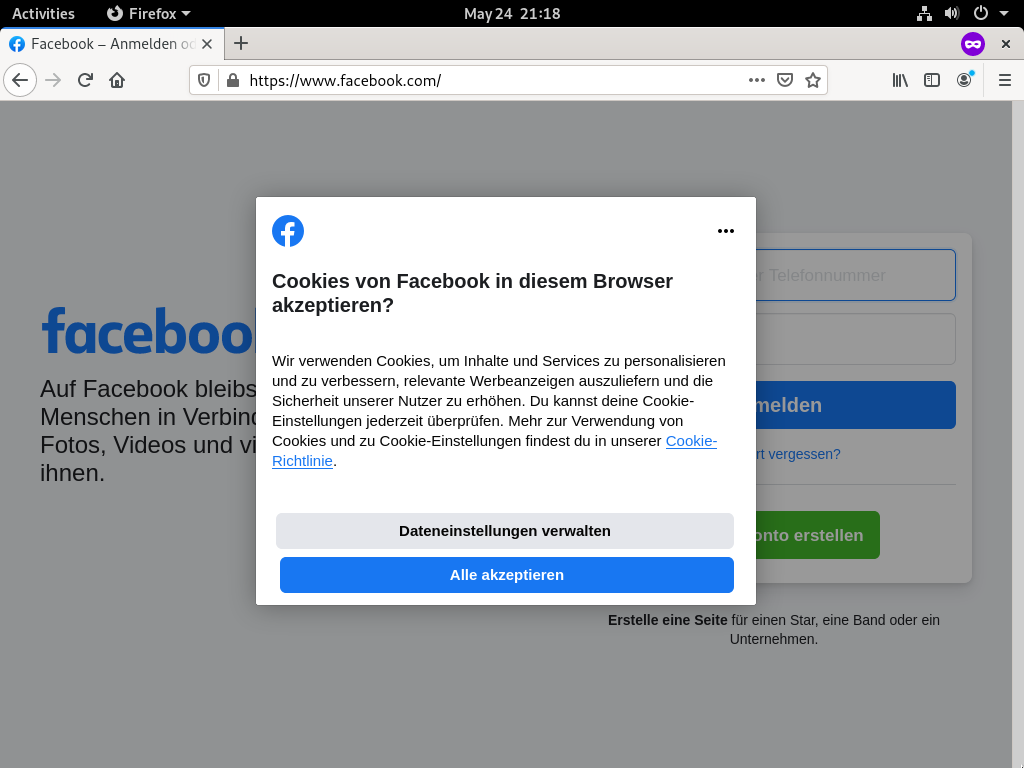 Activities Firefox May 24 21:18
Facebook – Anmelden od
https://www.facebook.com/
Cookies von Facebook in diesem Browser
akzeptieren?
Wir verwenden Cookies, um Inhalte und Services zu personalisieren
und zu verbessern, relevante Werbeanzeigen auszuliefern und die
Sicherheit unserer Nutzer zu erhöhen. Du kannst deine Cookie-
Einstellungen jederzeit überprüfen. Mehr zur Verwendung von
Cookies und zu Cookie-Einstellungen findest du in unserer Cookie-
Richtlinie.
Dateneinstellungen verwalten
Alle akzeptieren
facebook
Auf Facebook bleibs
Menschen in Verbind
Fotos, Videos und vi
ihnen.
r Telefonnummer
melden
rt vergessen?
onto erstellen
Erstelle eine Seite für einen Star, eine Band oder ein
Unternehmen.